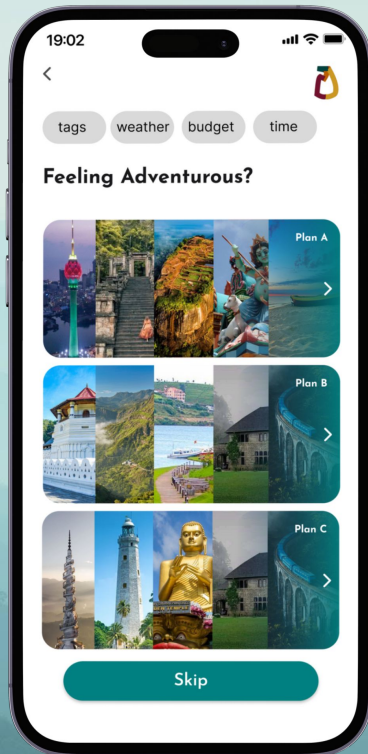 19:02
tags weather budget time
Feeling Adventurous?
Plan A
Plan B
Plan C
Skip